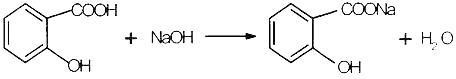 COOH COONa
+ NaOH + H₂O
OH OH